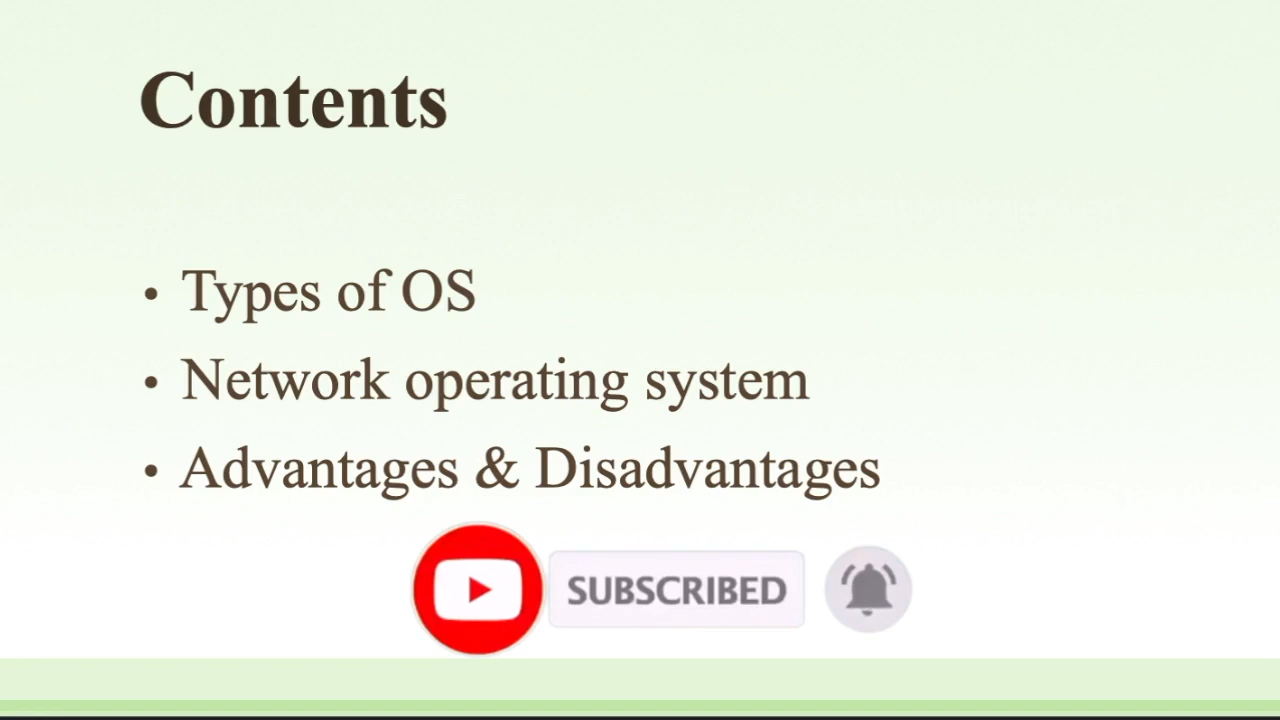 Contents
• Types of OS
• Network operating system
• Advantages & Disadvantages
SUBSCRIBED